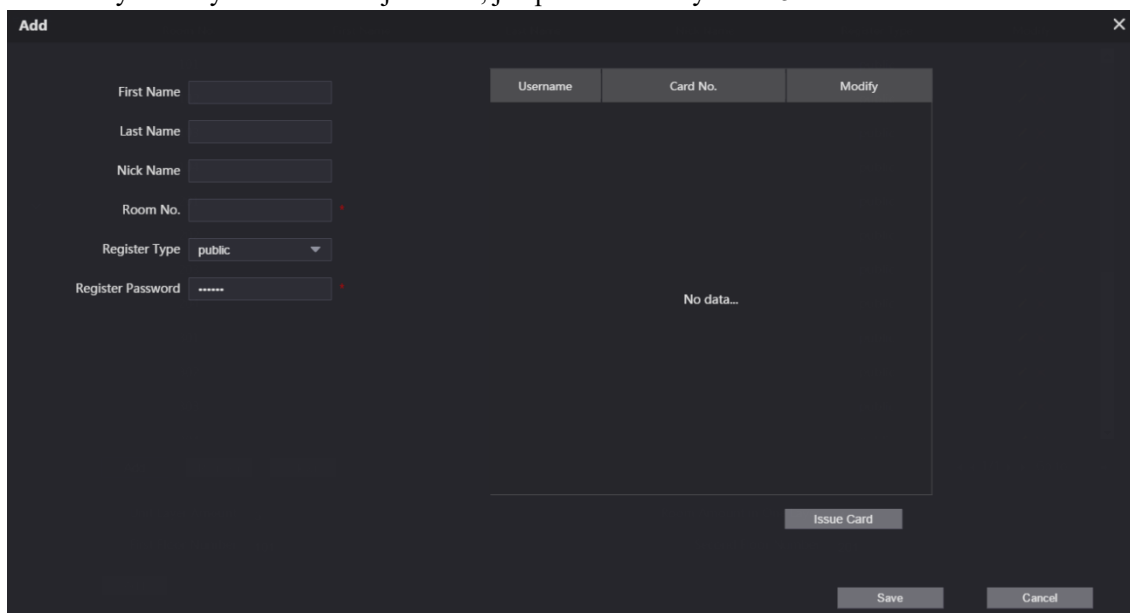 Add
First Name
Last Name
Nick Name
Room No. *
Register Type public
Register Password •••••• *
Username Card No. Modify
No data...
Issue Card
Save Cancel